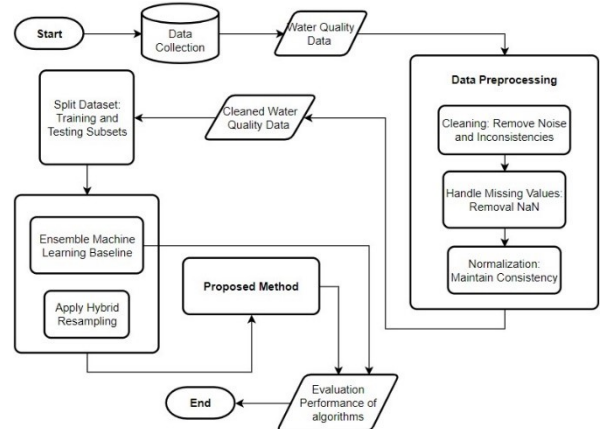 Start
Data
Collection
Water Quality
Data
Data Preprocessing
Cleaning: Remove Noise
and Inconsistencies
Handle Missing Values:
Removal NaN
Normalization:
Maintain Consistency
Cleaned Water
Quality Data
Split Dataset:
Training and
Testing Subsets
Ensemble Machine
Learning Baseline
Apply Hybrid
Resampling
Proposed Method
Evaluation
Performance of
algorithms
End